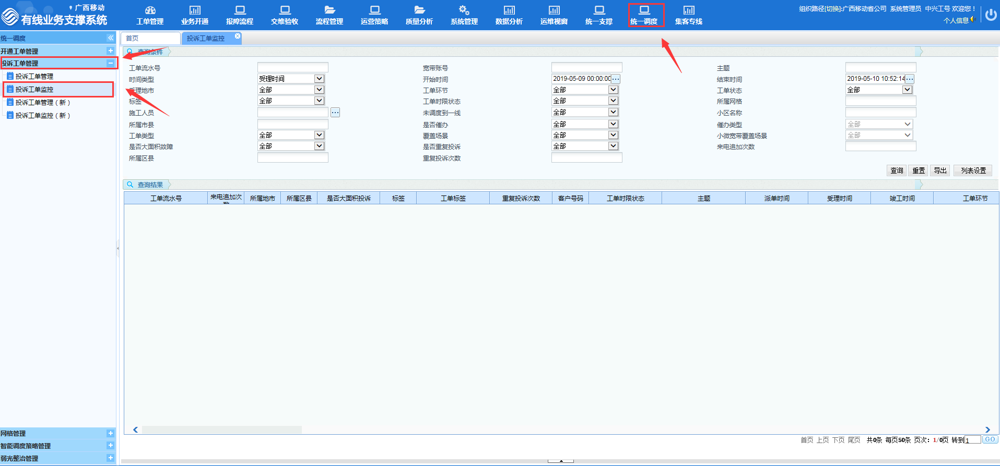 广西移动
有线业务支撑系统
工单管理 业务开通 报障流程 交维验收 流程管理 运营策略 质量分析 系统管理 数据分析 运维视窗 统一支撑 统一调度 集客专线
组织路径[切换]:广西移动省公司 系统管理员 中兴工号 欢迎您！
个人信息
统一调度
开通工单管理
投诉工单管理
投诉工单管理
投诉工单监控
投诉工单管理（新）
投诉工单监控（新）
网格管理
智能调度策略管理
弱光整治管理
首页 投诉工单监控
查询条件
工单流水号 宽带账号 主题
时间类型 受理时间 开始时间 2019-05-09 00:00:00 结束时间 2019-05-10 10:52:14
受理地市 全部 工单环节 全部 工单状态 全部
标签 全部 工单时限状态 全部 所属网格
施工人员 未调度到一线 全部 小区名称
所属市县 是否催办 全部 催办类型 全部
工单类型 全部 覆盖场景 全部 小微宽带覆盖场景 全部
是否大面积故障 全部 是否重复投诉 全部 来电追加次数
所属区县 重复投诉次数
查询 重置 导出 列表设置
查询结果
工单流水号 来电追加次数 所属地市 所属区县 是否大面积投诉 标签 工单标签 重复投诉次数 客户号码 工单时限状态 主题 派单时间 受理时间 竣工时间 工单环节
首页 上页 下页 尾页 共0条 每页50条 页次：1/0页 转到 1 GO